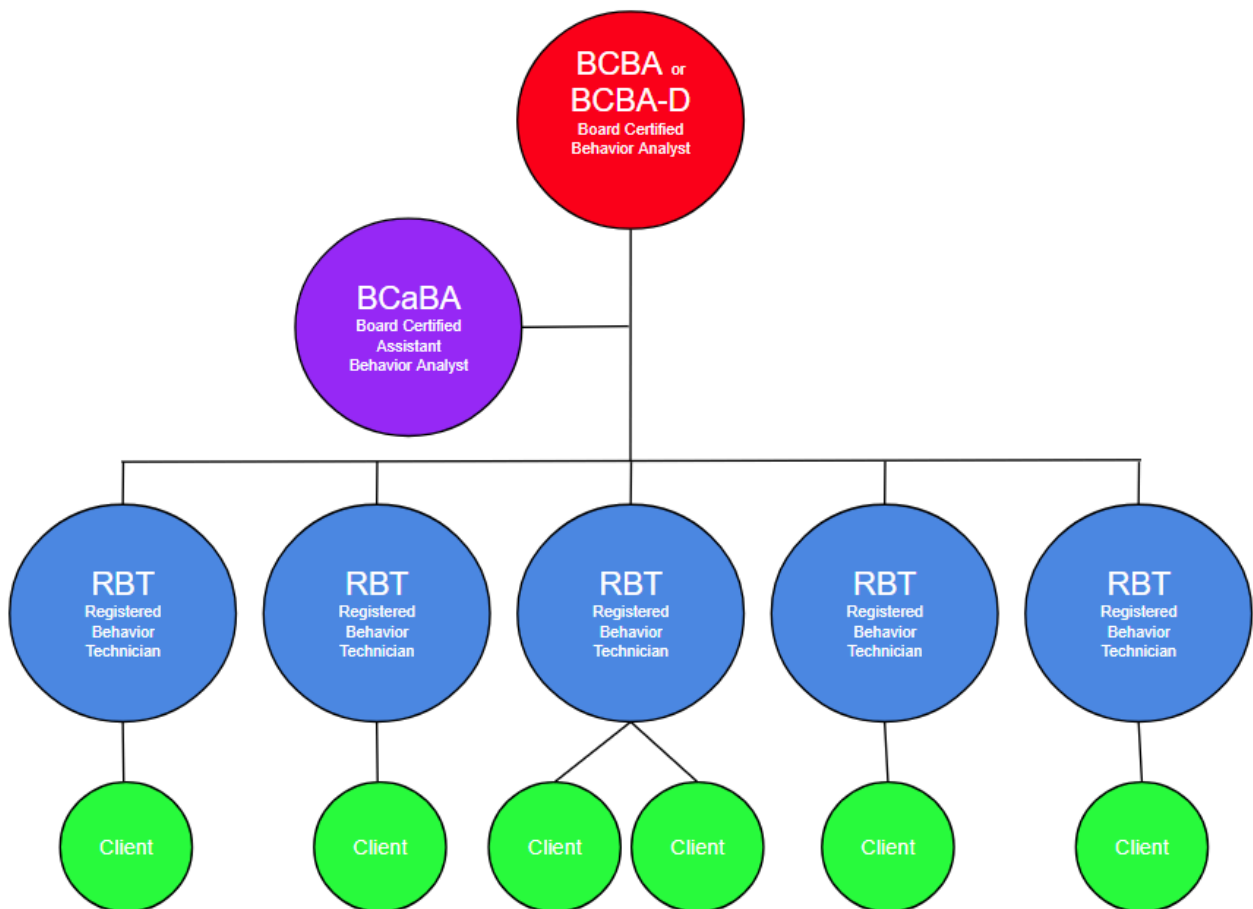 BCBA or
BCBA-D
Board Certified
Behavior Analyst
BCaBA
Board Certified
Assistant
Behavior Analyst
RBT
Registered
Behavior
Technician
RBT
Registered
Behavior
Technician
RBT
Registered
Behavior
Technician
RBT
Registered
Behavior
Technician
RBT
Registered
Behavior
Technician
Client
Client
Client
Client
Client
Client